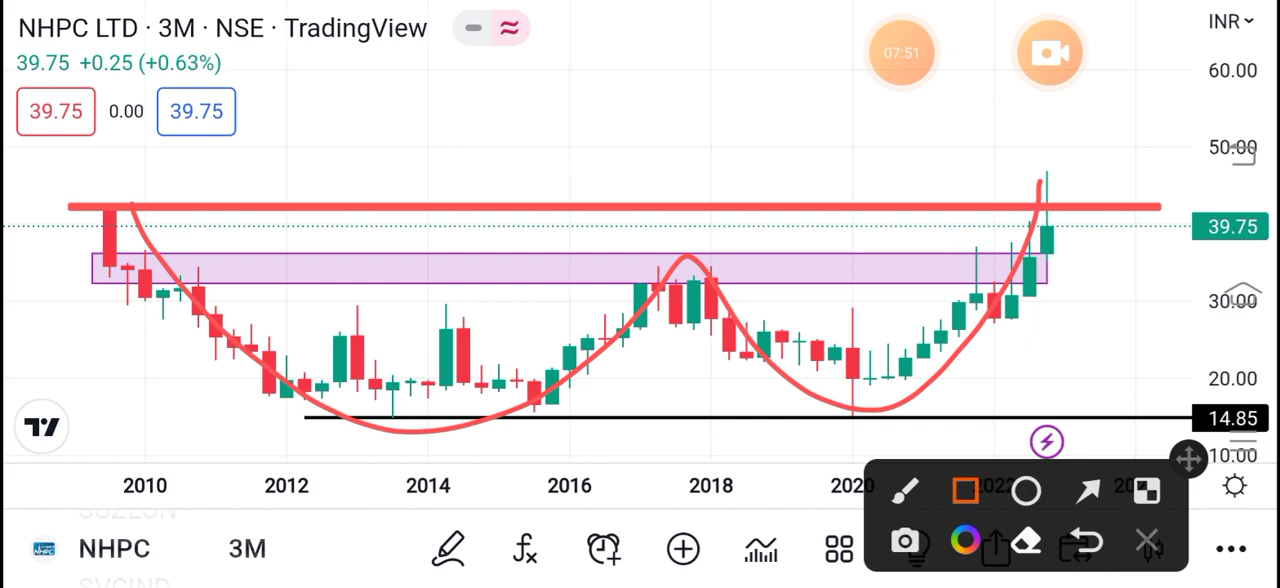 NHPC LTD · 3M · NSE · TradingView
INR
39.75 +0.25 (+0.63%)
07:51
60.00
39.75 0.00 39.75
50.00
39.75
30.00
20.00
14.85
10.00
2010 2012 2014 2016 2018 2020 2022
SUZLON
NHPC 3M
SVCIND